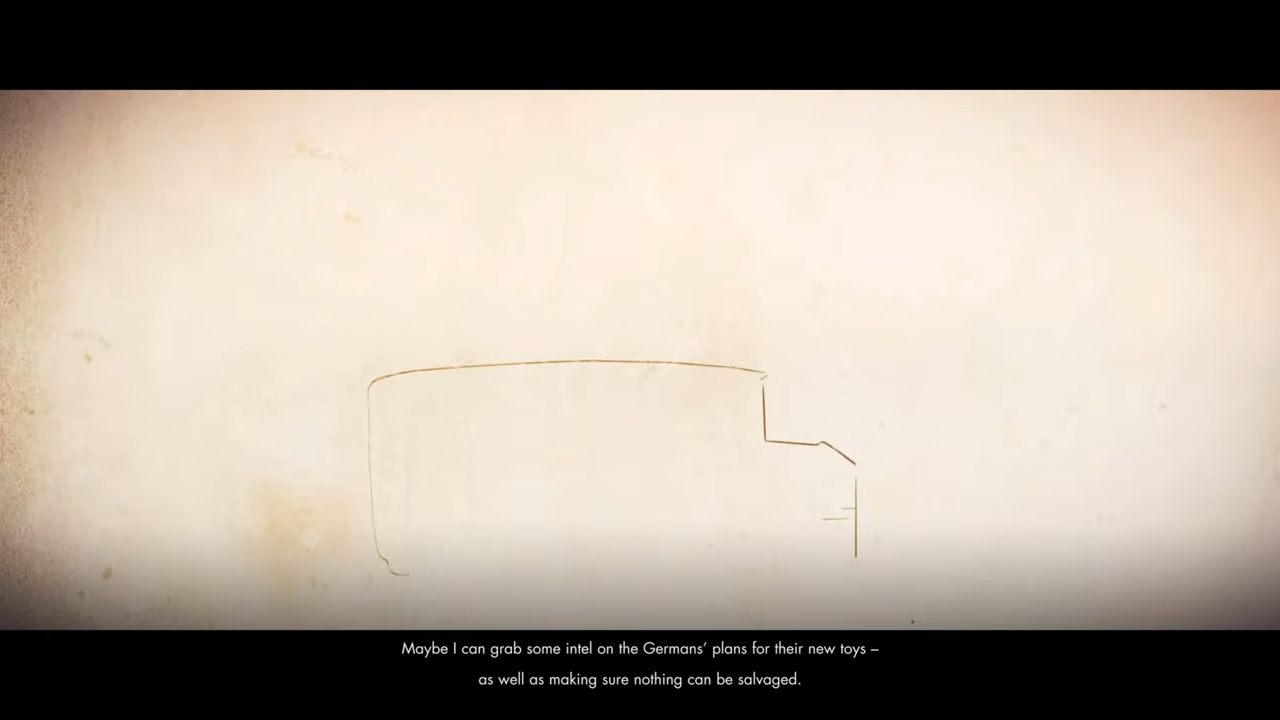 Maybe I can grab some intel on the Germans’ plans for their new toys –
as well as making sure nothing can be salvaged.